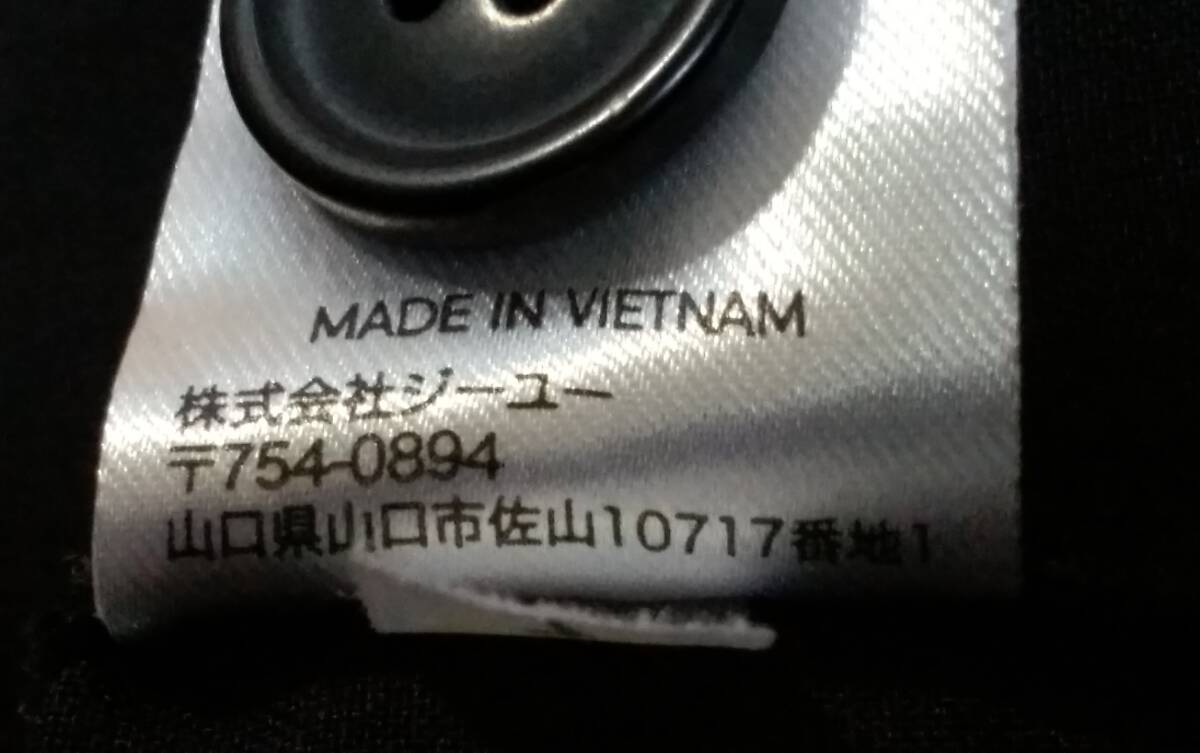 MADE IN VIETNAM
株式会社ジーユー
〒754-0894
山口県山口市佐山10717番地1